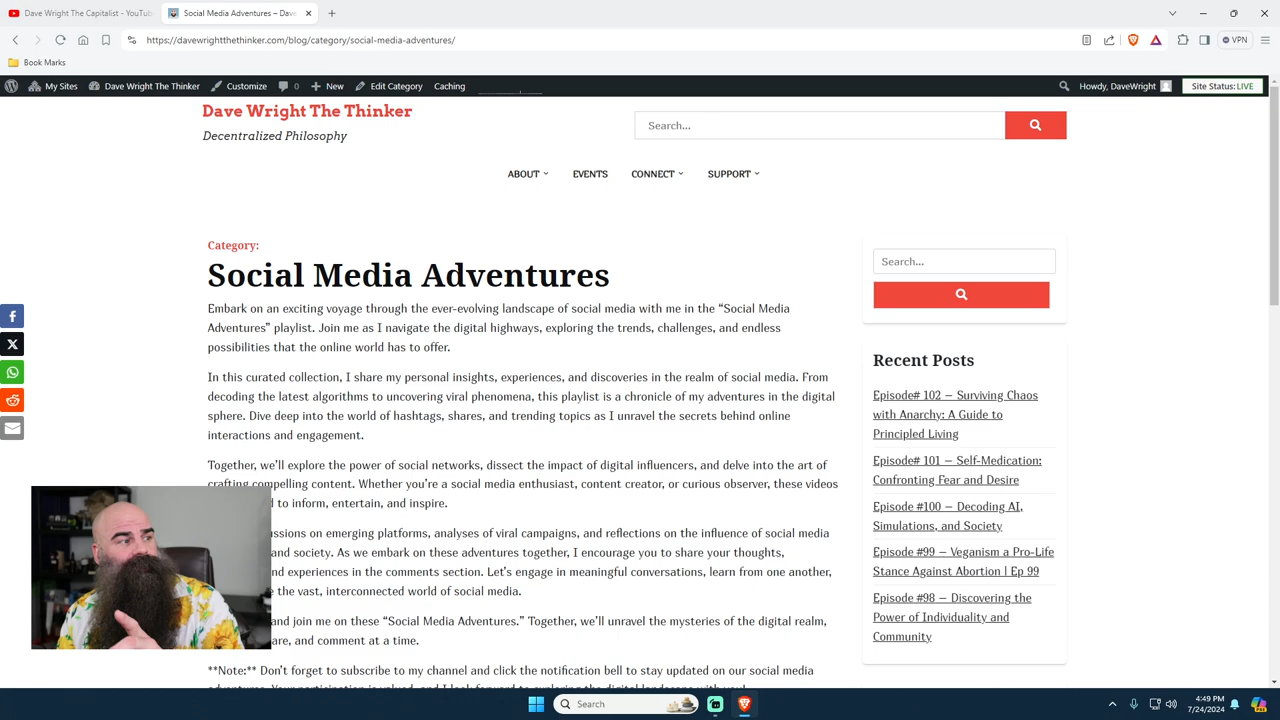 Dave Wright The Capitalist - YouTu
Social Media Adventures – Dave
https://davewrightthethinker.com/blog/category/social-media-adventures/
VPN
Book Marks
My Sites
Dave Wright The Thinker
Customize
0
New
Edit Category
Caching
Howdy, DaveWright
Site Status: LIVE
Dave Wright The Thinker
Decentralized Philosophy
Search...
ABOUT
EVENTS
CONNECT
SUPPORT
Category:
Social Media Adventures
Embark on an exciting voyage through the ever-evolving landscape of social media with me in the “Social Media
Adventures” playlist. Join me as I navigate the digital highways, exploring the trends, challenges, and endless
possibilities that the online world has to offer.
In this curated collection, I share my personal insights, experiences, and discoveries in the realm of social media. From
decoding the latest algorithms to uncovering viral phenomena, this playlist is a chronicle of my adventures in the digital
sphere. Dive deep into the world of hashtags, shares, and trending topics as I unravel the secrets behind online
interactions and engagement.
Together, we’ll explore the power of social networks, dissect the impact of digital influencers, and delve into the art of
crafting compelling content. Whether you’re a social media enthusiast, content creator, or curious observer, these videos
d to inform, entertain, and inspire.
ussions on emerging platforms, analyses of viral campaigns, and reflections on the influence of social media
and society. As we embark on these adventures together, I encourage you to share your thoughts,
nd experiences in the comments section. Let’s engage in meaningful conversations, learn from one another,
e the vast, interconnected world of social media.
and join me on these “Social Media Adventures.” Together, we’ll unravel the mysteries of the digital realm,
are, and comment at a time.
**Note:** Don’t forget to subscribe to my channel and click the notification bell to stay updated on our social media
Search...
Recent Posts
Episode# 102 – Surviving Chaos
with Anarchy: A Guide to
Principled Living
Episode# 101 – Self-Medication:
Confronting Fear and Desire
Episode #100 – Decoding AI,
Simulations, and Society
Episode #99 – Veganism a Pro-Life
Stance Against Abortion | Ep 99
Episode #98 – Discovering the
Power of Individuality and
Community
Search
4:49 PM
7/24/2024